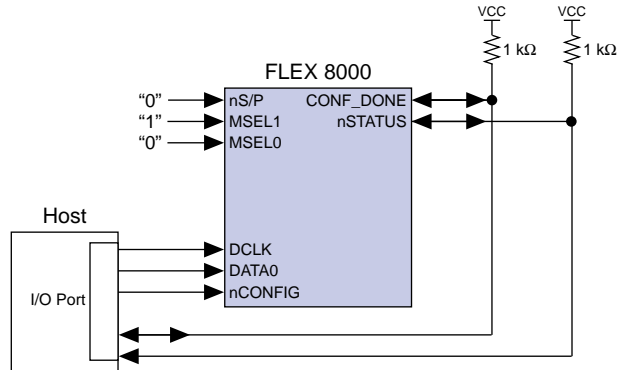 VCC VCC
1 kΩ 1 kΩ
FLEX 8000
“0” nS/P CONF_DONE
“1” MSEL1 nSTATUS
“0” MSEL0
Host
DCLK
DATA0
I/O Port nCONFIG